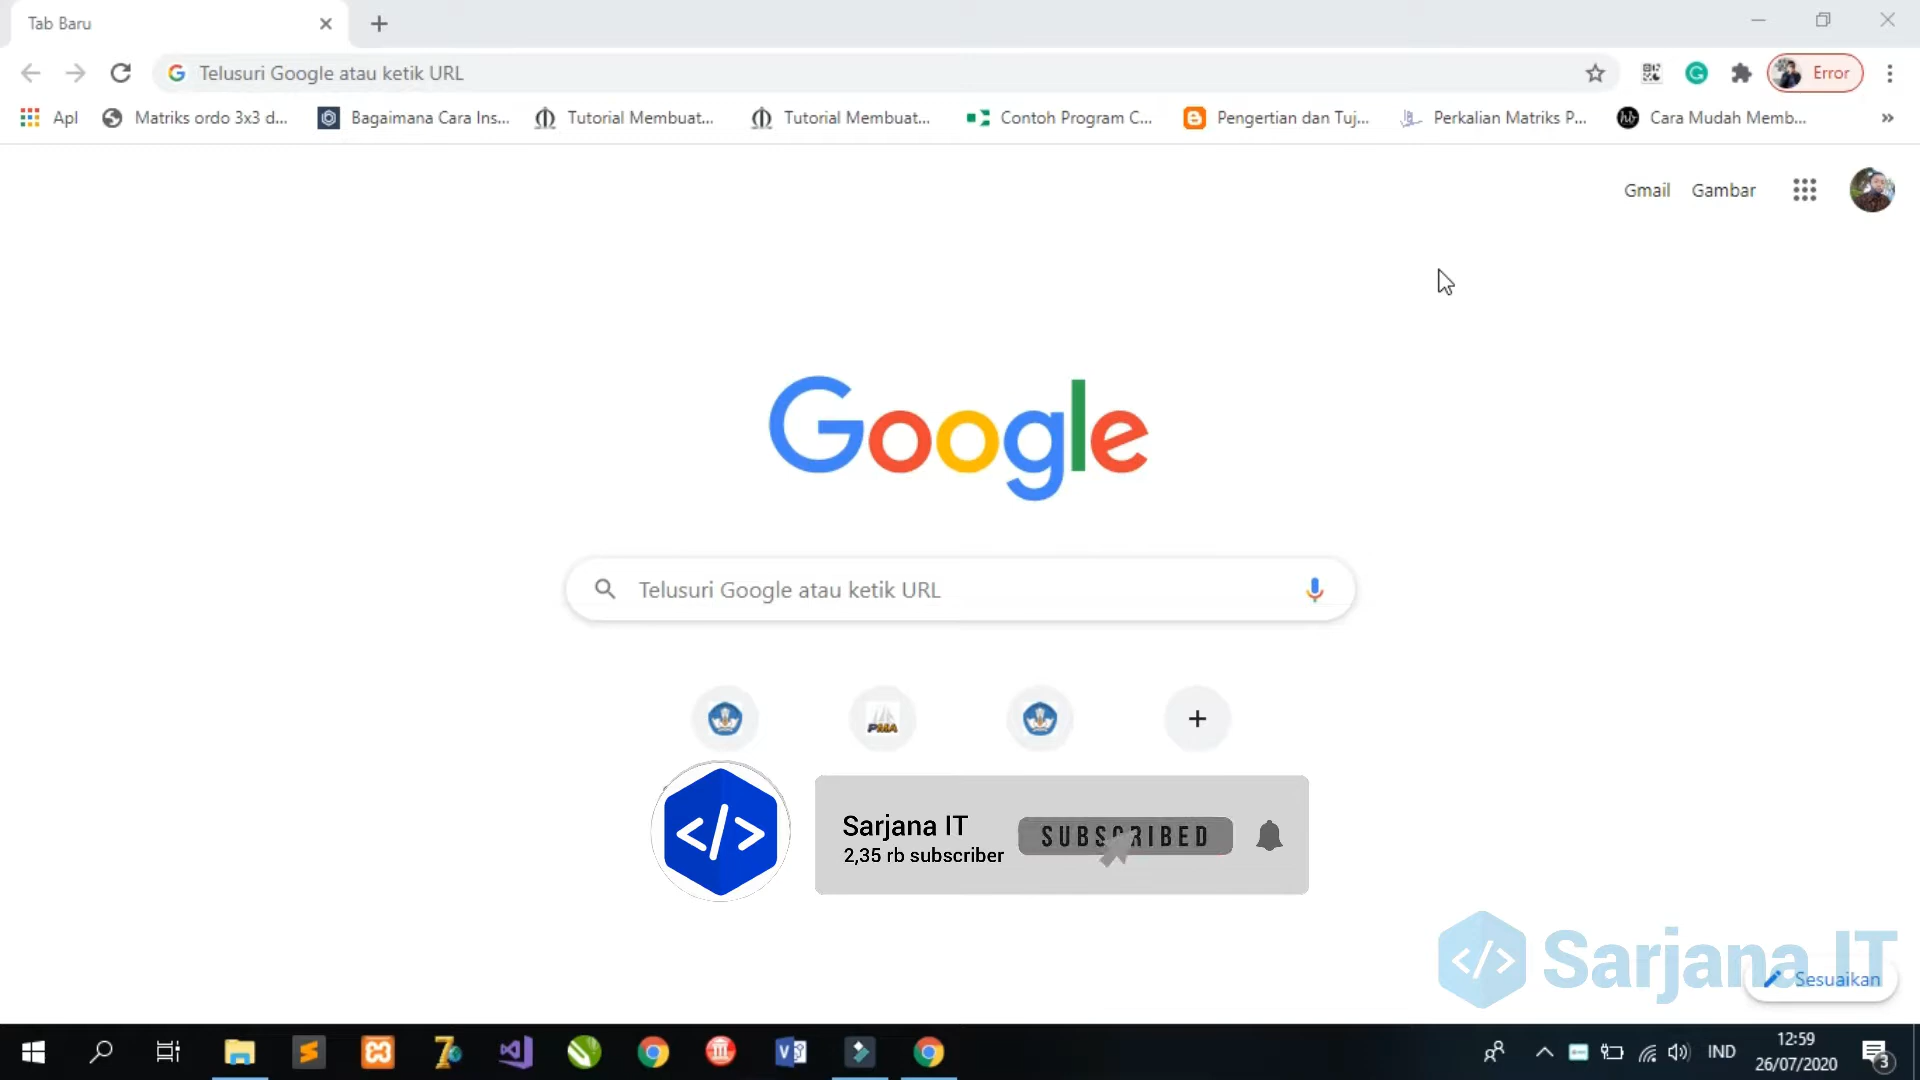 Tab Baru
Telusuri Google atau ketik URL
Error
Apl
Matriks ordo 3x3 d...
Bagaimana Cara Ins...
Tutorial Membuat...
Tutorial Membuat...
Contoh Program C...
Pengertian dan Tuj...
Perkalian Matriks P...
Cara Mudah Memb...
»
Gmail
Gambar
Google
Telusuri Google atau ketik URL
PMA
</>
Sarjana IT
2,35 rb subscriber
SUBSCRIBED
</> Sarjana IT
Sesuaikan
IND
12:59
26/07/2020
3